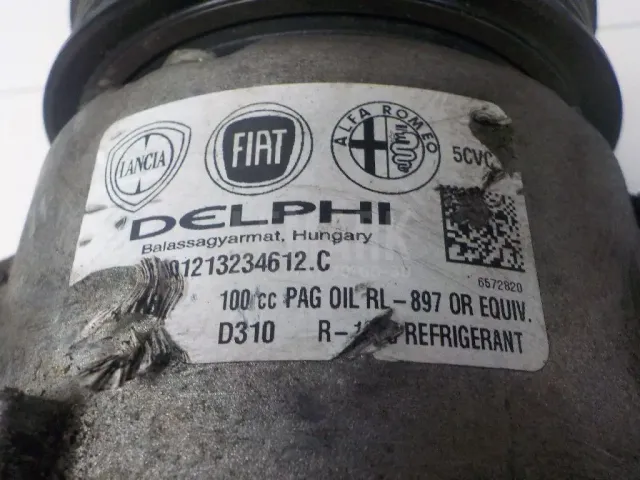 LANCIA
FIAT
ALFA ROMEO
5CVC
DELPHI
Balassagyarmat, Hungary
01213234612.C
6572820
100 cc PAG OIL RL-897 OR EQUIV.
D310 REFRIGERANT